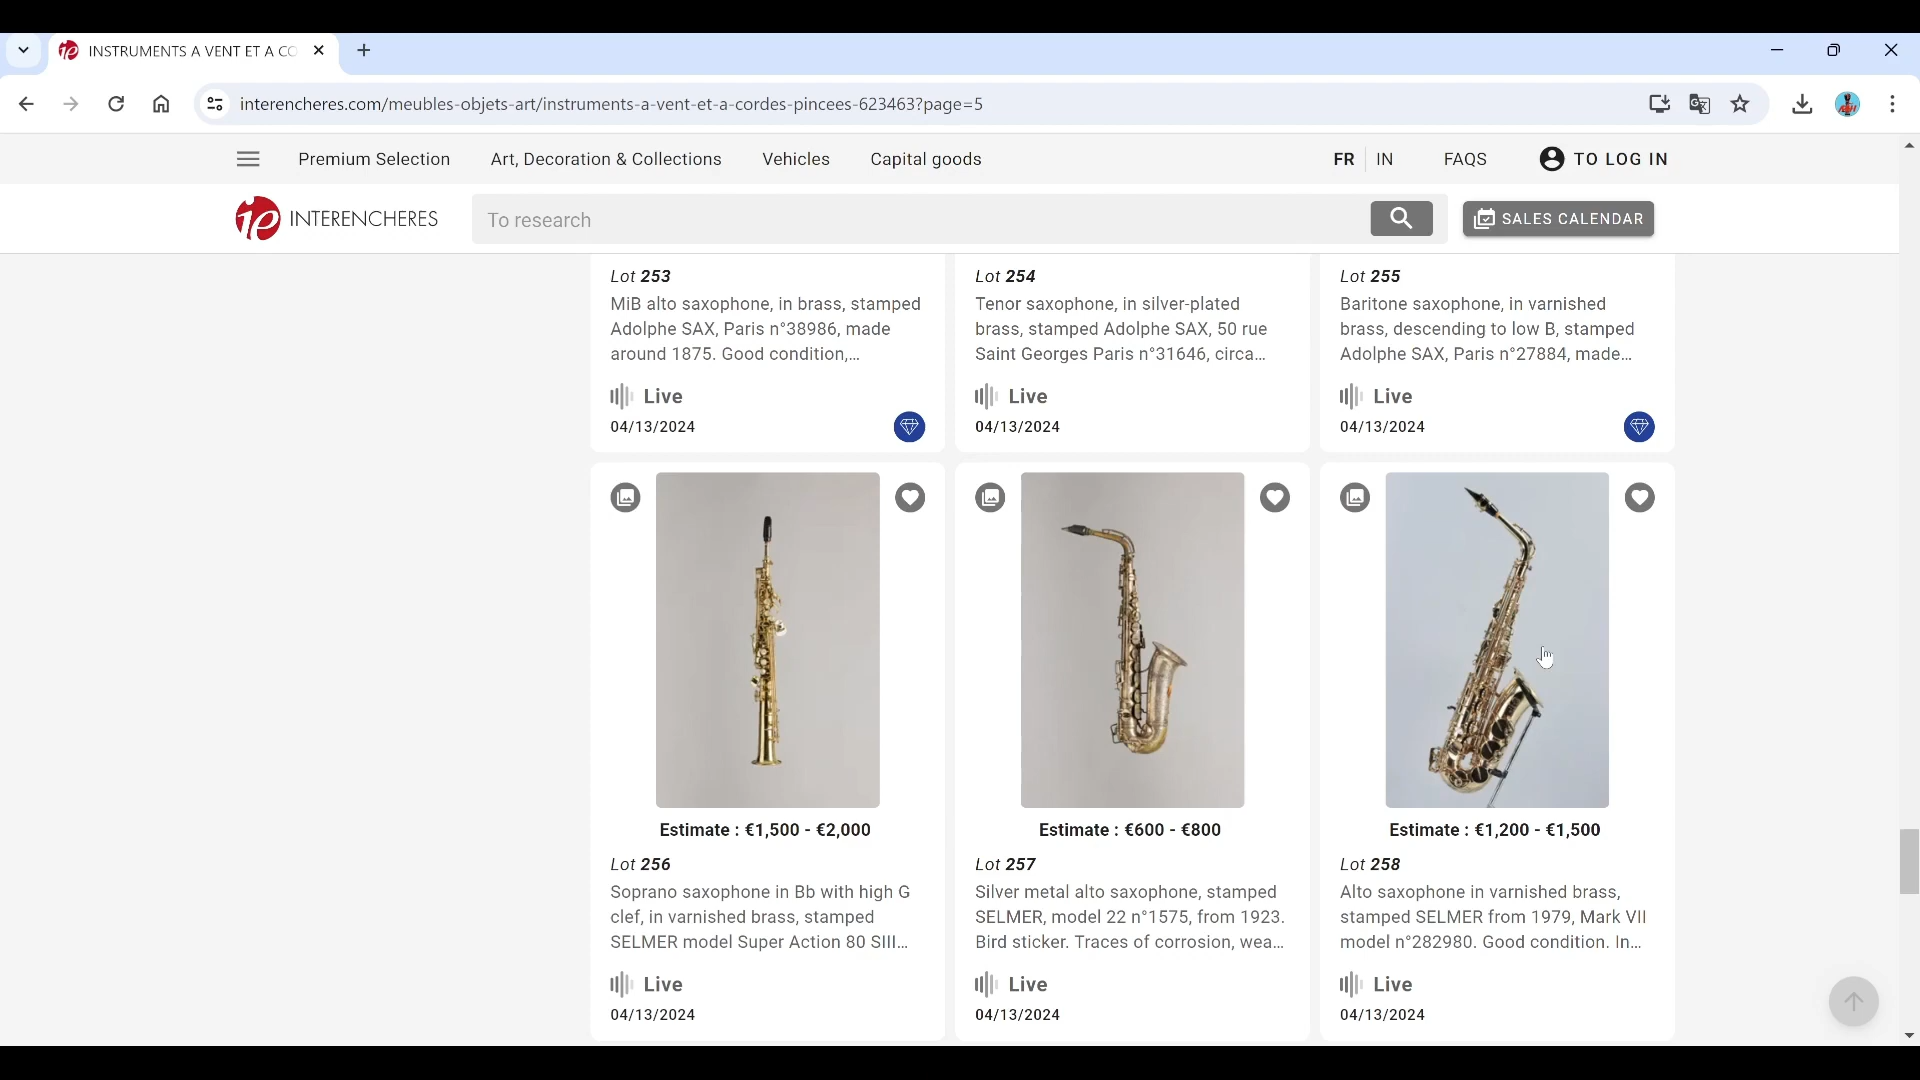 INSTRUMENTS A VENT ET A CO
interencheres.com/meubles-objets-art/instruments-a-vent-et-a-cordes-pincees-623463?page=5
Premium Selection Art, Decoration & Collections Vehicles Capital goods FR IN FAQS TO LOG IN
INTERENCHERES To research SALES CALENDAR
Lot 253
MiB alto saxophone, in brass, stamped
Adolphe SAX, Paris n°38986, made
around 1875. Good condition,...
Live
04/13/2024
Lot 254
Tenor saxophone, in silver-plated
brass, stamped Adolphe SAX, 50 rue
Saint Georges Paris n°31646, circa...
Live
04/13/2024
Lot 255
Baritone saxophone, in varnished
brass, descending to low B, stamped
Adolphe SAX, Paris n°27884, made...
Live
04/13/2024
Estimate : €1,500 - €2,000
Lot 256
Soprano saxophone in Bb with high G
clef, in varnished brass, stamped
SELMER model Super Action 80 SIII...
Live
04/13/2024
Estimate : €600 - €800
Lot 257
Silver metal alto saxophone, stamped
SELMER, model 22 n°1575, from 1923.
Bird sticker. Traces of corrosion, wea...
Live
04/13/2024
Estimate : €1,200 - €1,500
Lot 258
Alto saxophone in varnished brass,
stamped SELMER from 1979, Mark VII
model n°282980. Good condition. In...
Live
04/13/2024